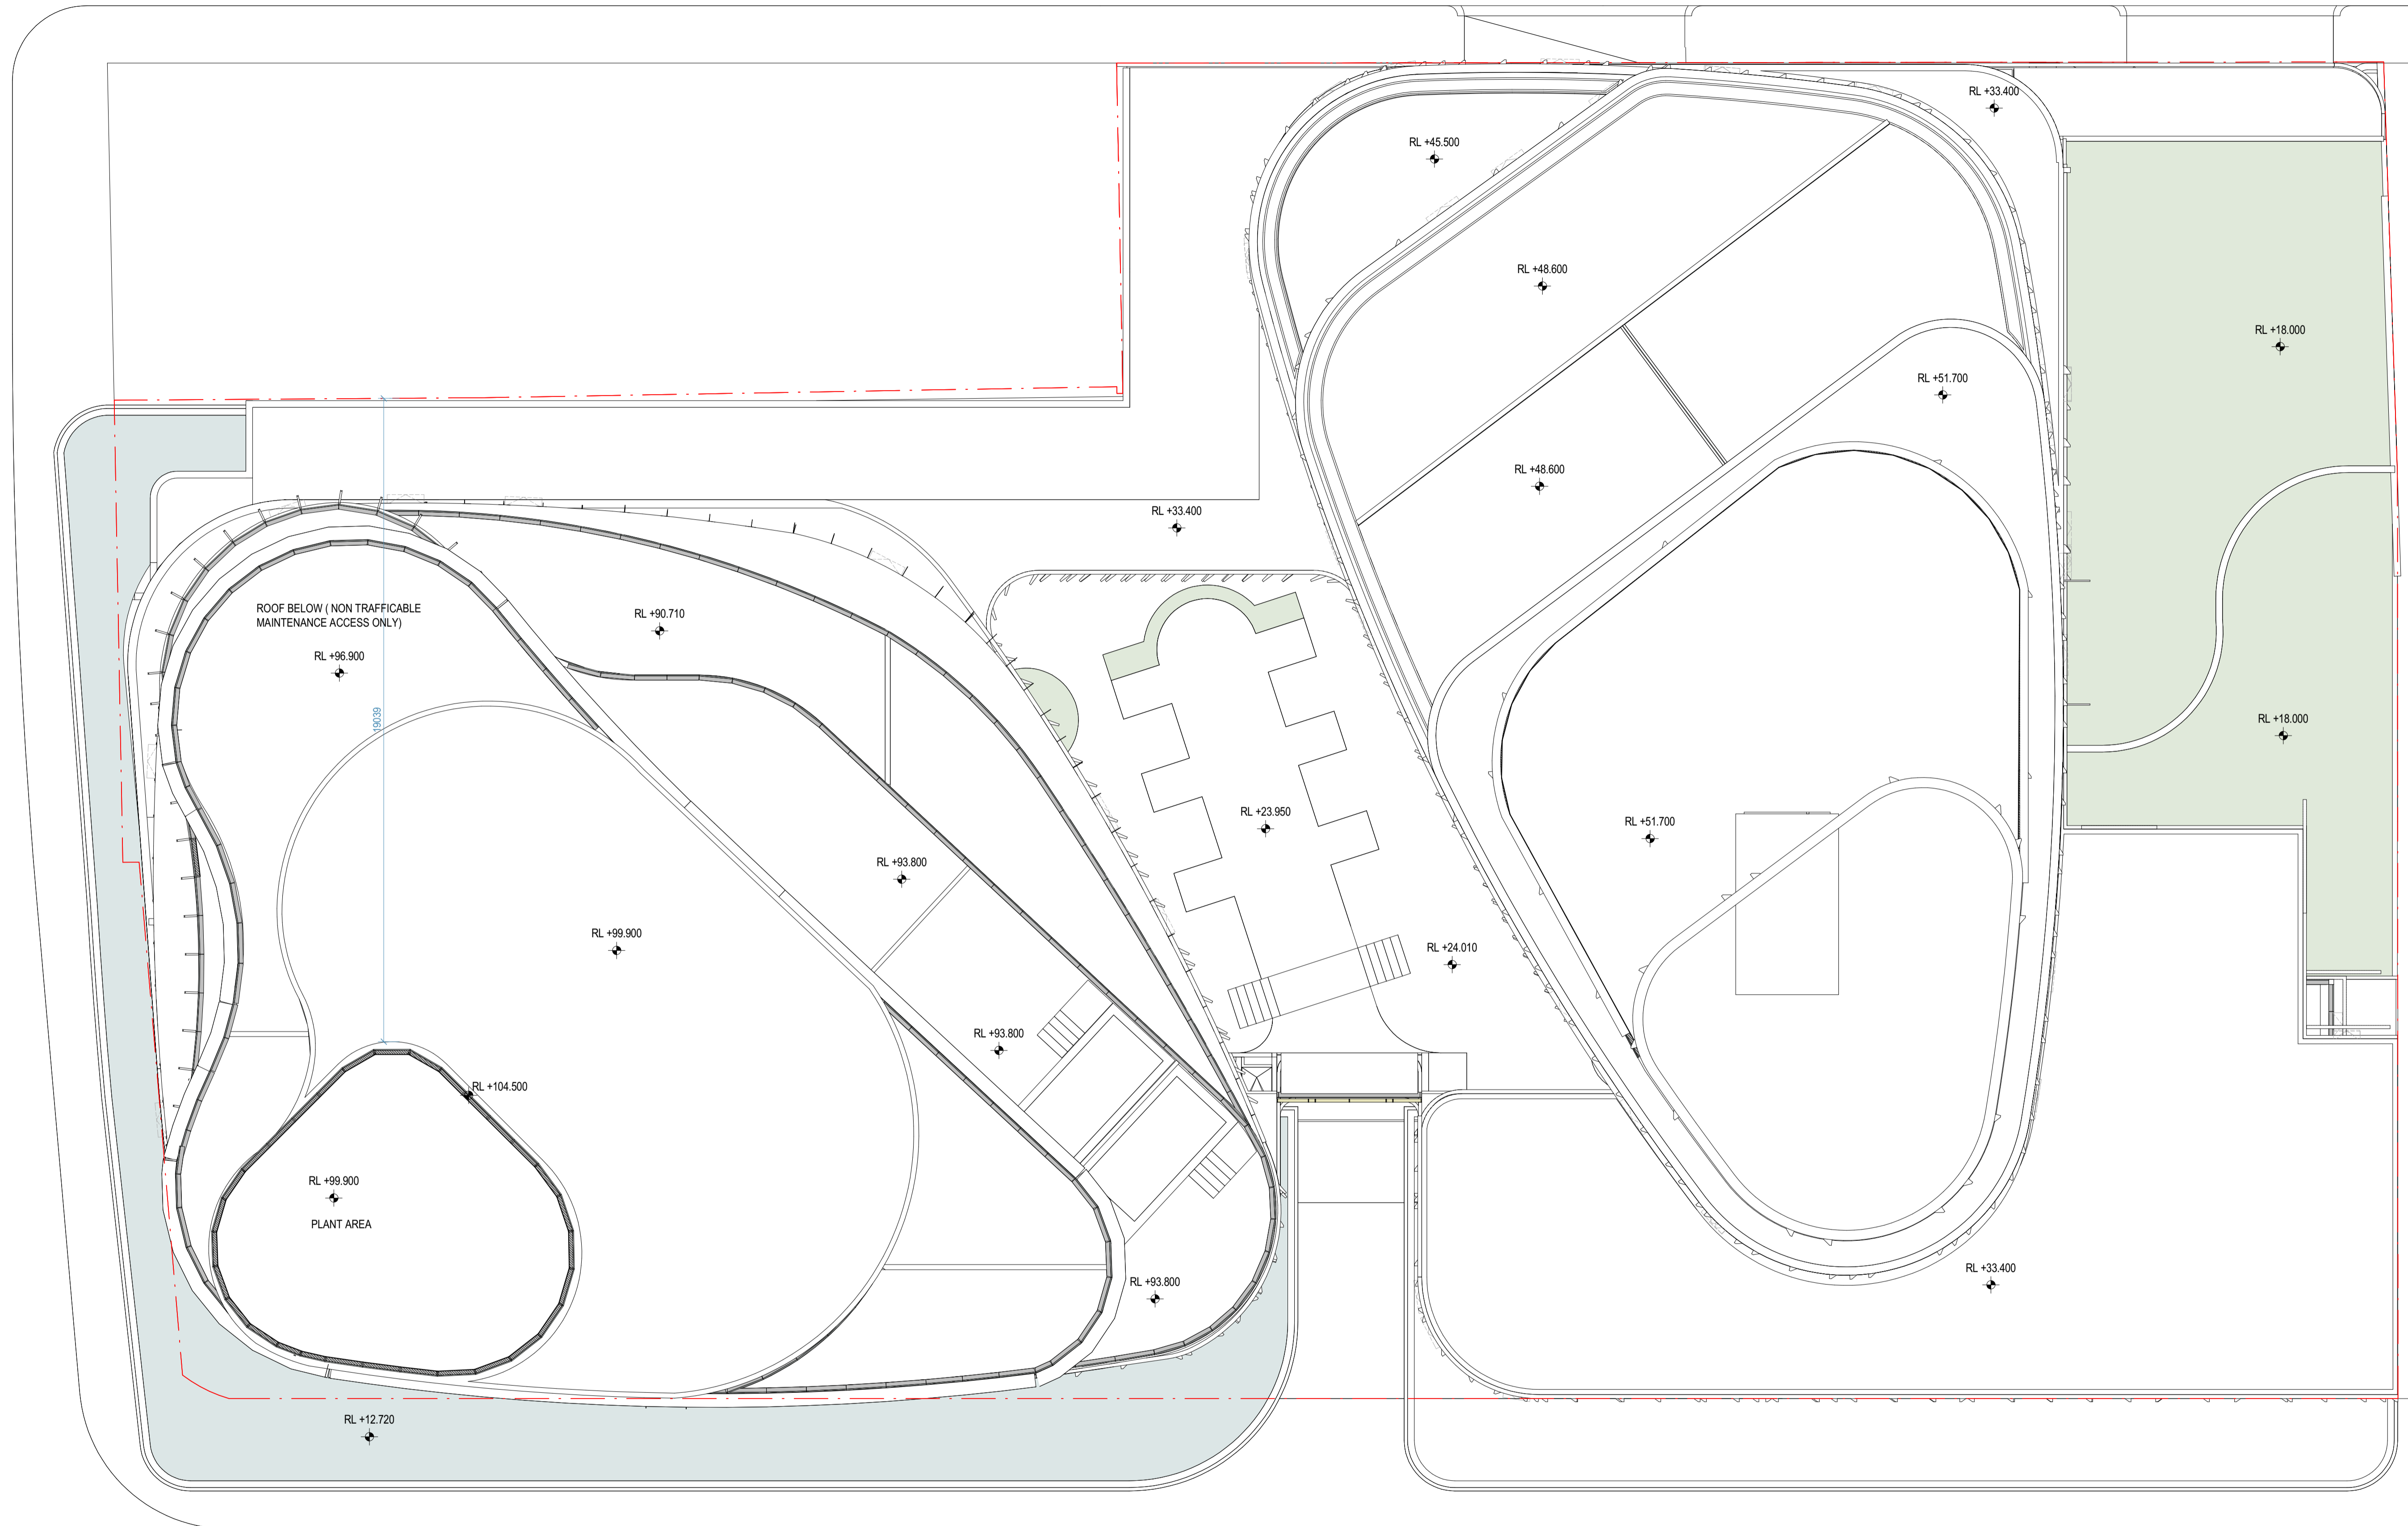 RL +33.400
RL +45.500
RL +48.600
RL +18.000
RL +51.700
RL +48.600
RL +33.400
ROOF BELOW ( NON TRAFFICABLE
MAINTENANCE ACCESS ONLY)
RL +90.710
RL +96.900
19039
RL +18.000
RL +23.950
RL +51.700
RL +93.800
RL +99.900
RL +24.010
RL +93.800
RL +104.500
RL +99.900
PLANT AREA
RL +93.800
RL +33.400
RL +12.720